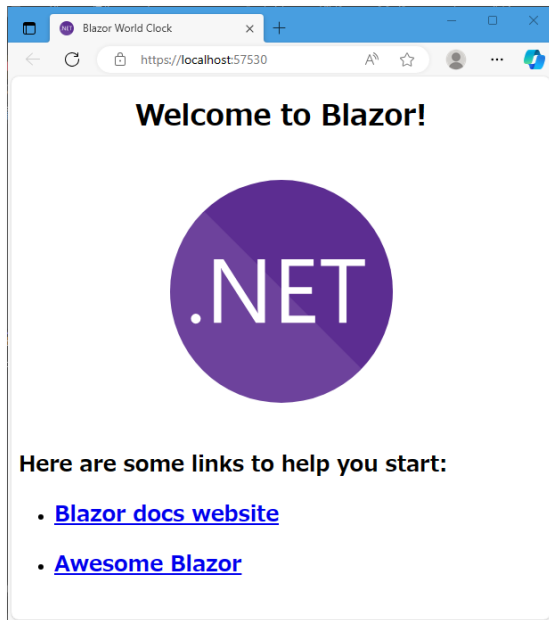 Blazor World Clock
https://localhost:57530
Welcome to Blazor!
.NET
Here are some links to help you start:
Blazor docs website
Awesome Blazor